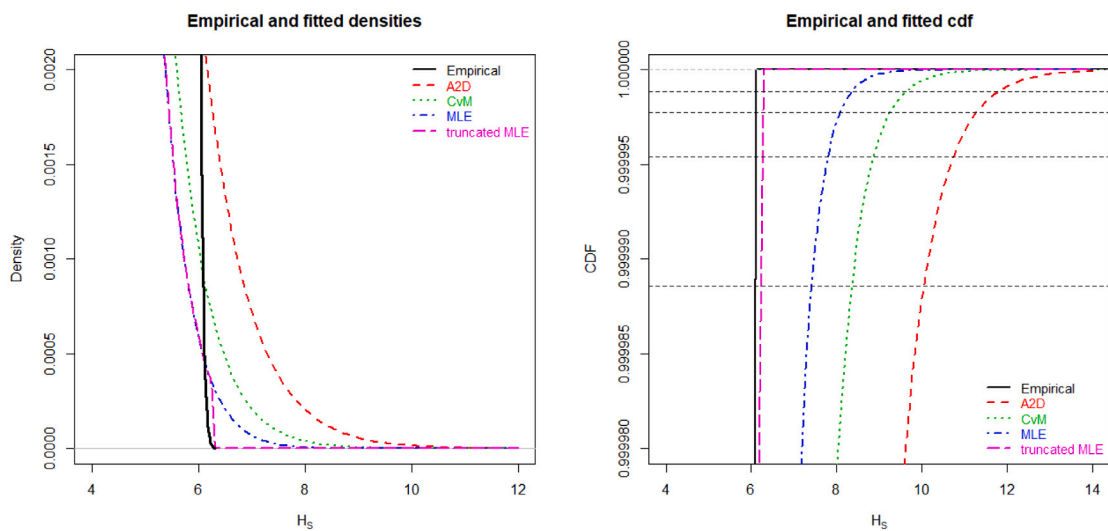 Empirical and fitted densities
Density
0.0000
0.0005
0.0010
0.0015
0.0020
4 6 8 10 12
H_S
Empirical
A2D
CvM
MLE
truncated MLE
Empirical and fitted cdf
CDF
0.999980
0.999985
0.999990
0.999995
1.000000
4 6 8 10 12 14
H_S
Empirical
A2D
CvM
MLE
truncated MLE